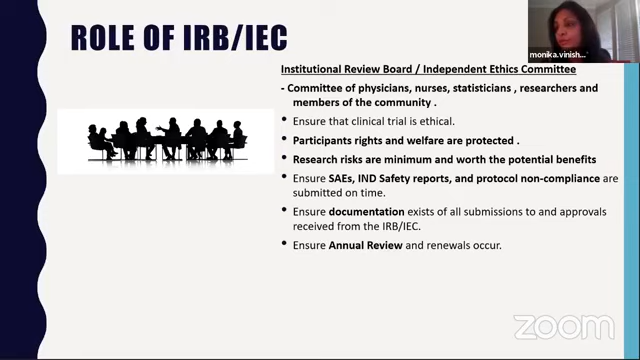 ROLE OF IRB/IEC
monika.vinish...
Institutional Review Board / Independent Ethics Committee
- Committee of physicians, nurses, statisticians , researchers and
members of the community .
• Ensure that clinical trial is ethical.
• Participants rights and welfare are protected .
• Research risks are minimum and worth the potential benefits
• Ensure SAEs, IND Safety reports, and protocol non-compliance are
submitted on time.
• Ensure documentation exists of all submissions to and approvals
received from the IRB/IEC.
• Ensure Annual Review and renewals occur.
zoom